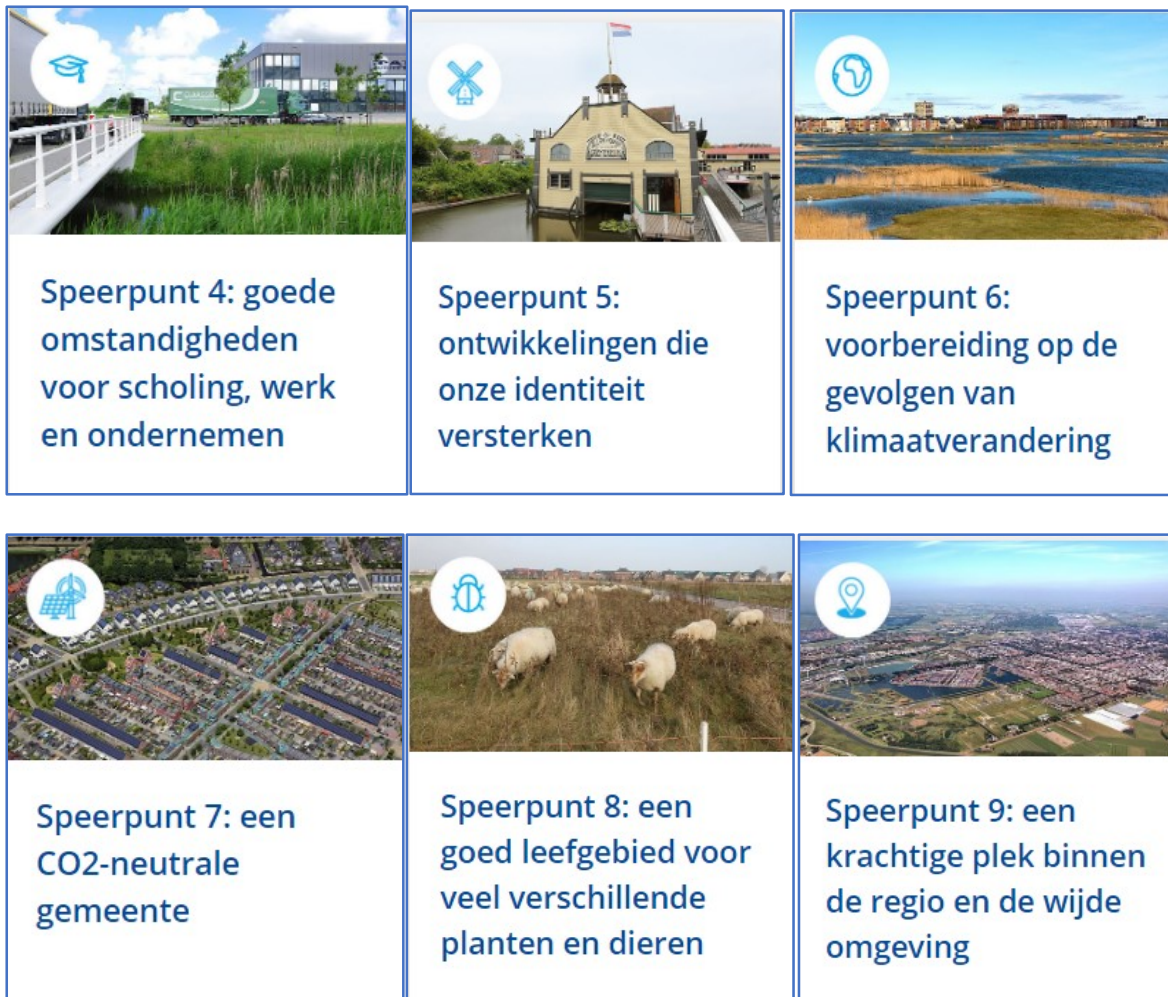 Speerpunt 4: goede
omstandigheden
voor scholing, werk
en ondernemen
Speerpunt 5:
ontwikkelingen die
onze identiteit
versterken
Speerpunt 6:
voorbereiding op de
gevolgen van
klimaatverandering
Speerpunt 7: een
CO2-neutrale
gemeente
Speerpunt 8: een
goed leefgebied voor
veel verschillende
planten en dieren
Speerpunt 9: een
krachtige plek binnen
de regio en de wijde
omgeving